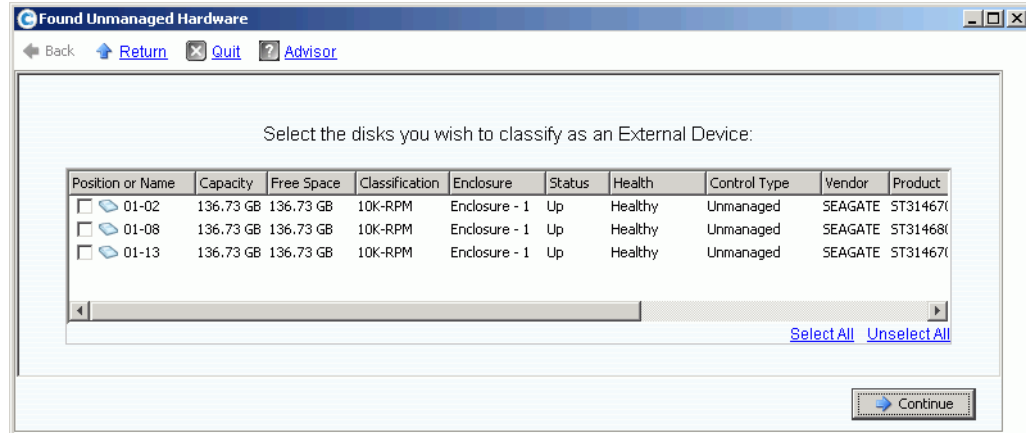 Found Unmanaged Hardware
Back Return Quit Advisor
Select the disks you wish to classify as an External Device:
Position or Name Capacity Free Space Classification Enclosure Status Health Control Type Vendor Product
01-02 136.73 GB 136.73 GB 10K-RPM Enclosure - 1 Up Healthy Unmanaged SEAGATE ST31467(
01-08 136.73 GB 136.73 GB 10K-RPM Enclosure - 1 Up Healthy Unmanaged SEAGATE ST31468(
01-13 136.73 GB 136.73 GB 10K-RPM Enclosure - 1 Up Healthy Unmanaged SEAGATE ST31467(
Select All Unselect All
Continue